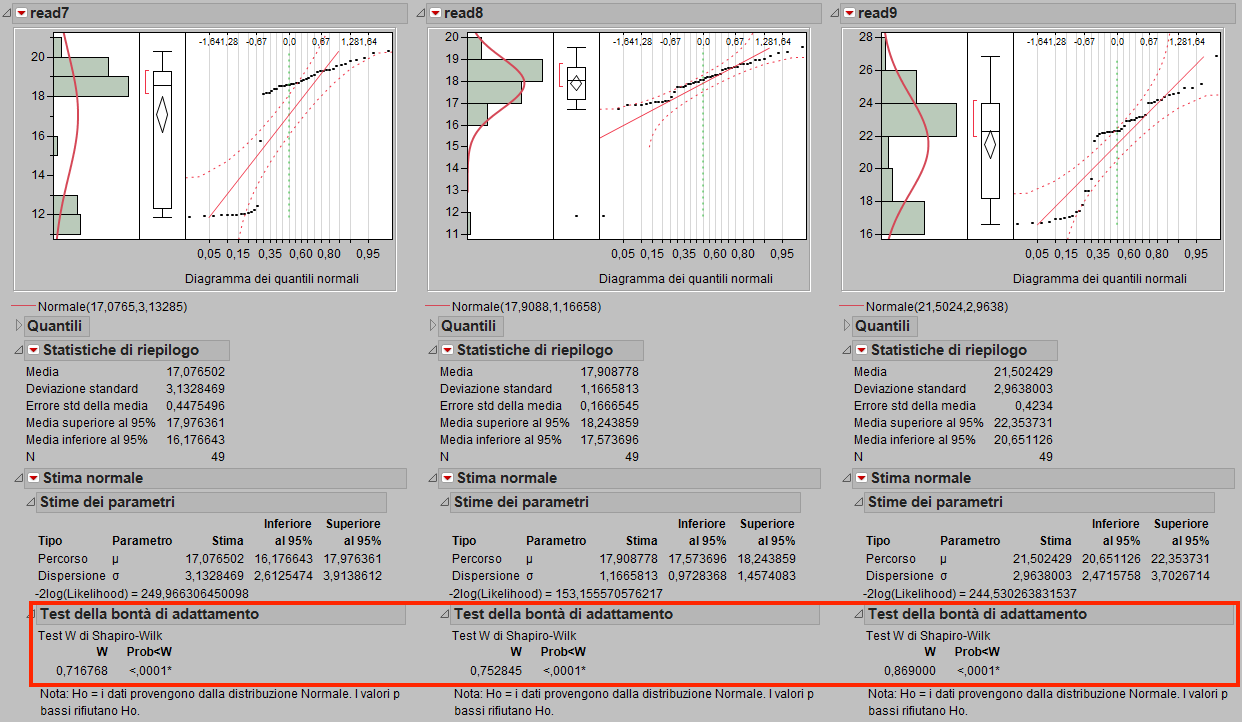 read7
20
18
16
14
12
-1,64 1,28 -0,67 0,0 0,67 1,28 1,64
0,05 0,15 0,35 0,50 0,80 0,95
Diagramma dei quantili normali
Normale(17,0765,3,13285)
Quantili
Statistiche di riepilogo
Media 17,076502
Deviazione standard 3,1328469
Errore std della media 0,4475496
Media superiore al 95% 17,976361
Media inferiore al 95% 16,176643
N 49
Stima normale
Stime dei parametri
Inferiore Superiore
Tipo Parametro Stima al 95% al 95%
Percorso µ 17,076502 16,176643 17,976361
Dispersione σ 3,1328469 2,6125474 3,9138612
-2log(Likelihood) = 249,966306450098
Test della bontà di adattamento
Test W di Shapiro-Wilk
W Prob<W
0,716768 <,0001*
Nota: Ho = i dati provengono dalla distribuzione Normale. I valori p
bassi rifiutano Ho.
read8
20
19
18
17
16
15
14
13
12
11
-1,64 1,28 -0,67 0,0 0,67 1,28 1,64
0,05 0,15 0,35 0,50 0,80 0,95
Diagramma dei quantili normali
Normale(17,9088,1,16658)
Quantili
Statistiche di riepilogo
Media 17,908778
Deviazione standard 1,1665813
Errore std della media 0,1666545
Media superiore al 95% 18,243859
Media inferiore al 95% 17,573696
N 49
Stima normale
Stime dei parametri
Inferiore Superiore
Tipo Parametro Stima al 95% al 95%
Percorso µ 17,908778 17,573696 18,243859
Dispersione σ 1,1665813 0,9728368 1,4574083
-2log(Likelihood) = 153,155570576217
Test della bontà di adattamento
Test W di Shapiro-Wilk
W Prob<W
0,752845 <,0001*
Nota: Ho = i dati provengono dalla distribuzione Normale. I valori p
bassi rifiutano Ho.
read9
28
26
24
22
20
18
16
-1,64 1,28 -0,67 0,0 0,67 1,28 1,64
0,05 0,15 0,35 0,50 0,80 0,95
Diagramma dei quantili normali
Normale(21,5024,2,9638)
Quantili
Statistiche di riepilogo
Media 21,502429
Deviazione standard 2,9638003
Errore std della media 0,4234
Media superiore al 95% 22,353731
Media inferiore al 95% 20,651126
N 49
Stima normale
Stime dei parametri
Inferiore Superiore
Tipo Parametro Stima al 95% al 95%
Percorso µ 21,502429 20,651126 22,353731
Dispersione σ 2,9638003 2,4715758 3,7026714
-2log(Likelihood) = 244,530263831537
Test della bontà di adattamento
Test W di Shapiro-Wilk
W Prob<W
0,869000 <,0001*
Nota: Ho = i dati provengono dalla distribuzione Normale. I valori p
bassi rifiutano Ho.